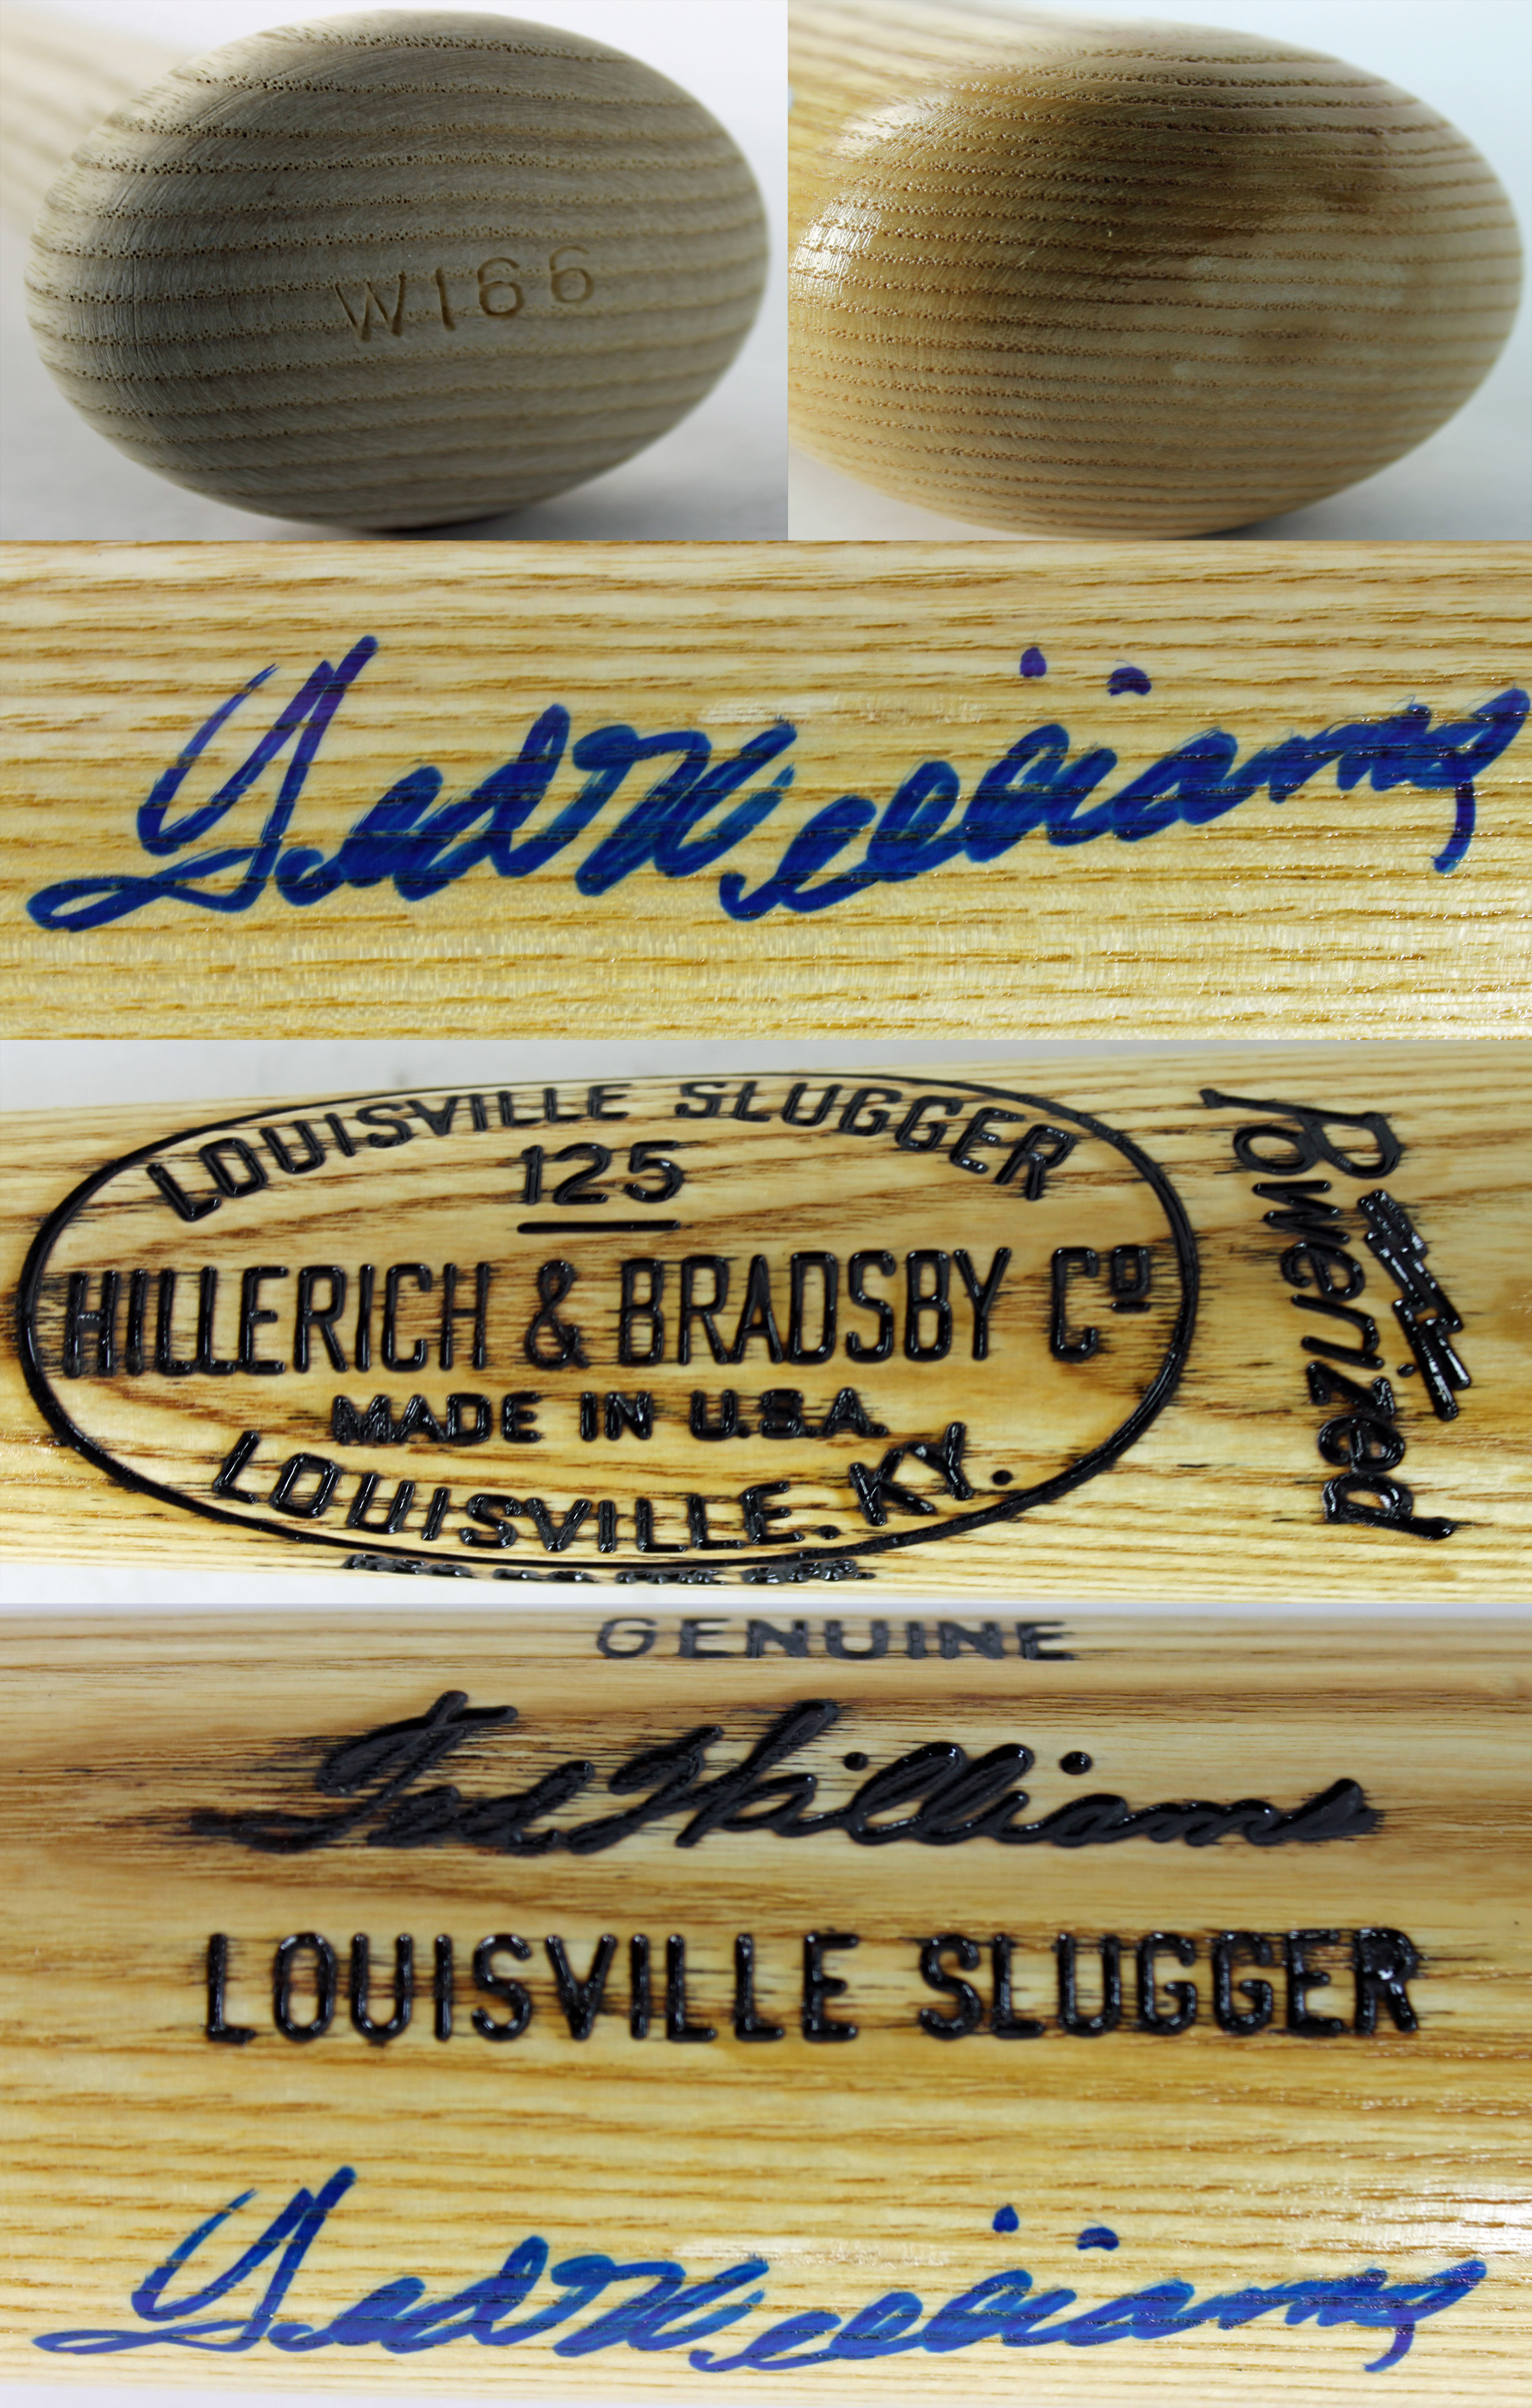 W166
Ted Williams
LOUISVILLE SLUGGER
125
HILLERICH & BRADSBY Cº
MADE IN U.S.A.
LOUISVILLE. KY.
Powerized
GENUINE
Ted Williams
LOUISVILLE SLUGGER
Ted Williams